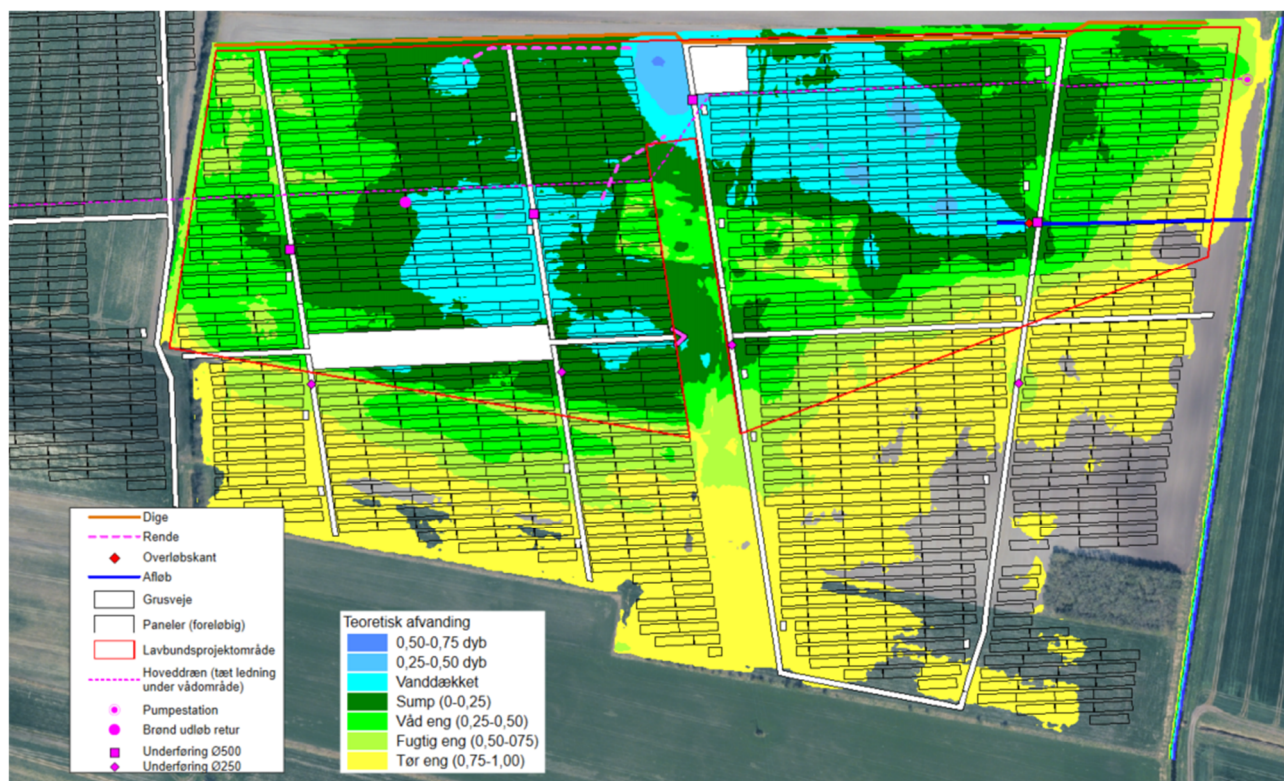 Dige
Rende
Overløbskant
Afløb
Grusveje
Paneler (foreløbig)
Lavbundsprojektområde
Hoveddræn (tæt ledning
under vådområde)
Pumpestation
Brønd udløb retur
Underføring Ø500
Underføring Ø250
Teoretisk afvanding
0,50-0,75 dyb
0,25-0,50 dyb
Vanddækket
Sump (0-0,25)
Våd eng (0,25-0,50)
Fugtig eng (0,50-075)
Tør eng (0,75-1,00)